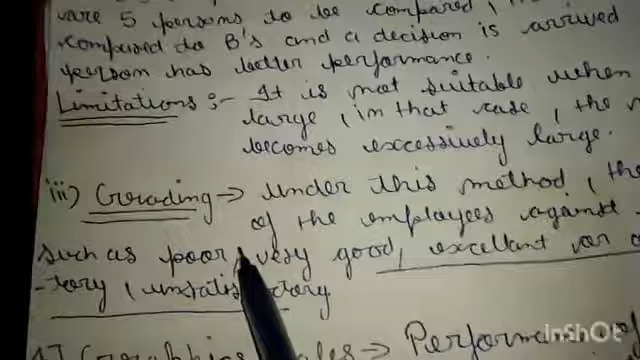 are 5 persons to be compared,
compared to B's and a decision is arrived
person has better performance.
Limitations :- It is not suitable when
large, in that case, the
becomes excessively large.
iii) Grading → Under this method, the
of the employees against
such as poor, very good, excellant or
-tory, unsatisfactory
→ Performance of
InShOt